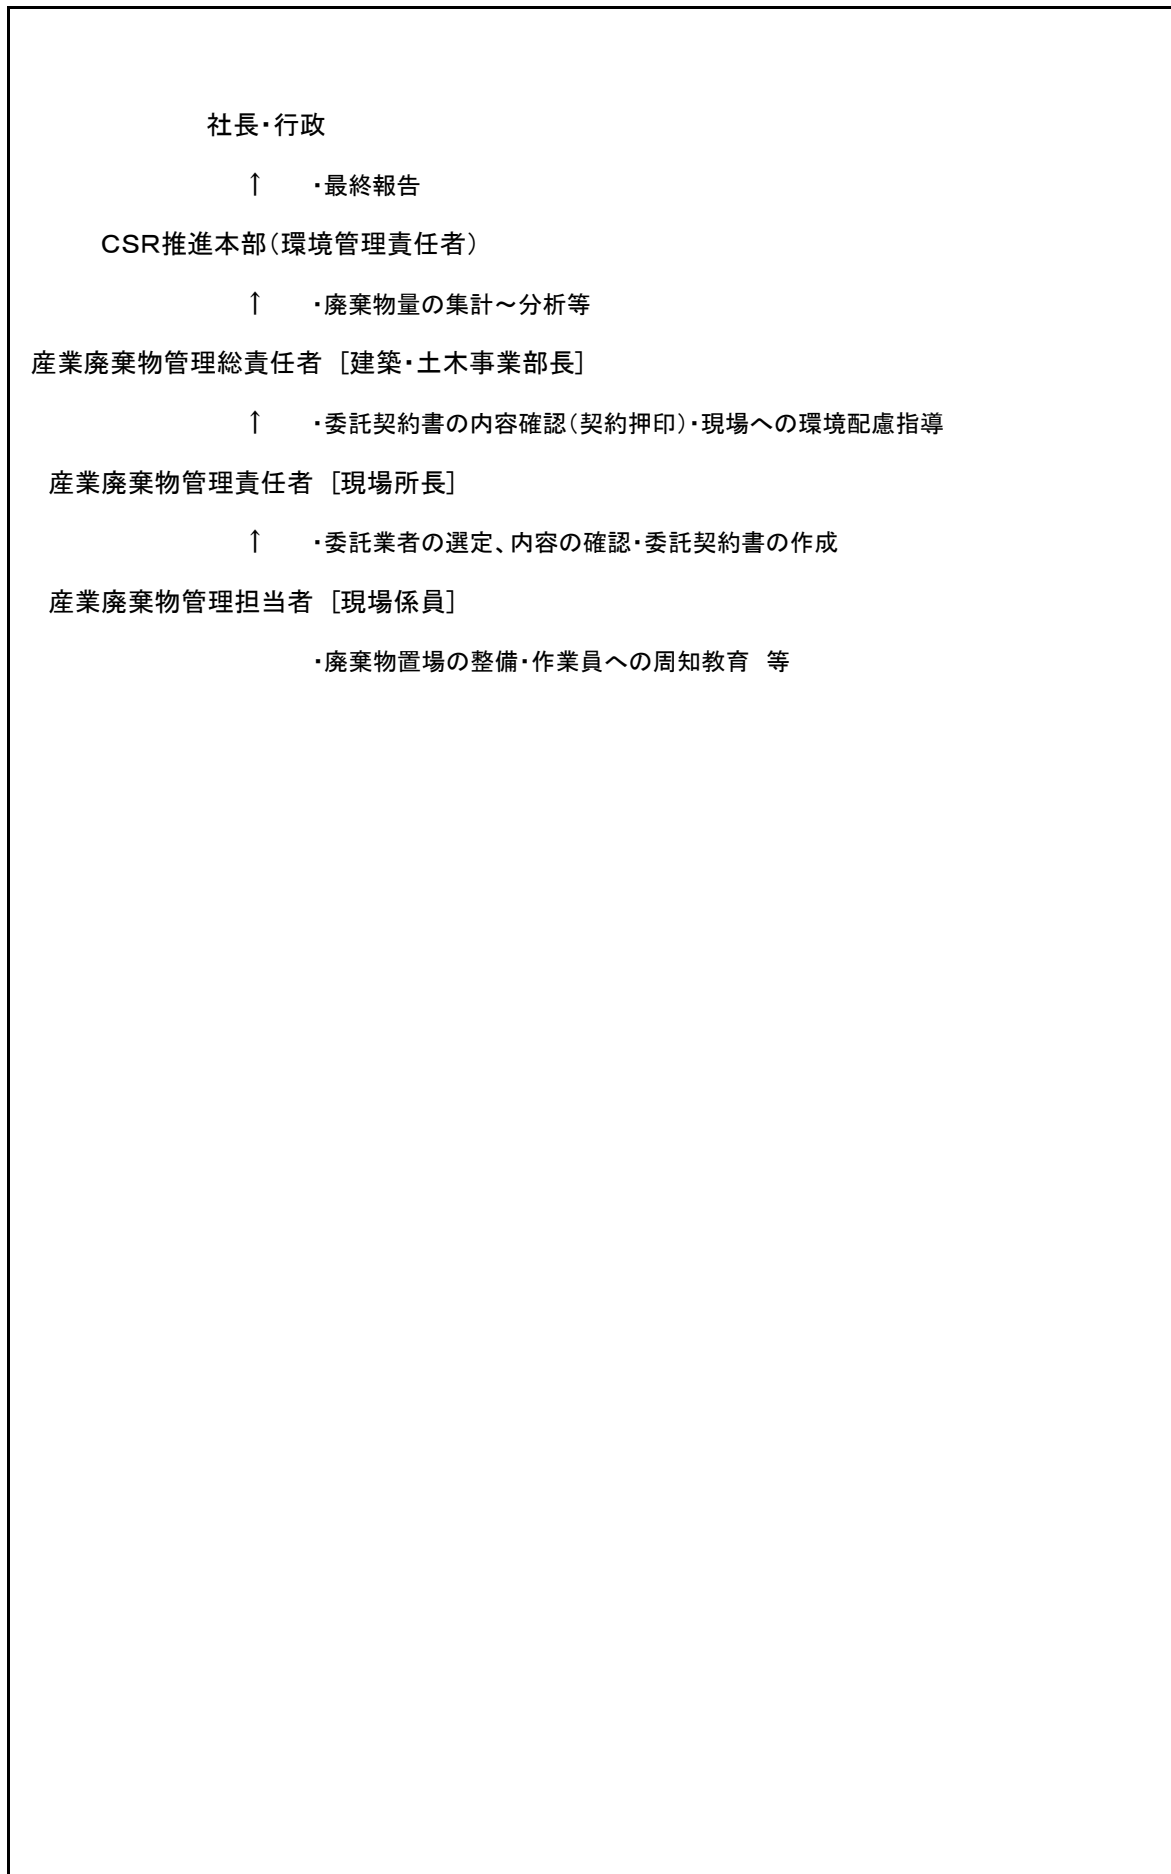 社長・行政
↑　・最終報告
CSR推進本部（環境管理責任者）
↑　・廃棄物量の集計～分析等
産業廃棄物管理総責任者［建築・土木事業部長］
↑　・委託契約書の内容確認（契約押印）・現場への環境配慮指導
産業廃棄物管理責任者［現場所長］
↑　・委託業者の選定、内容の確認・委託契約書の作成
産業廃棄物管理担当者［現場係員］
・廃棄物置場の整備・作業員への周知教育　等